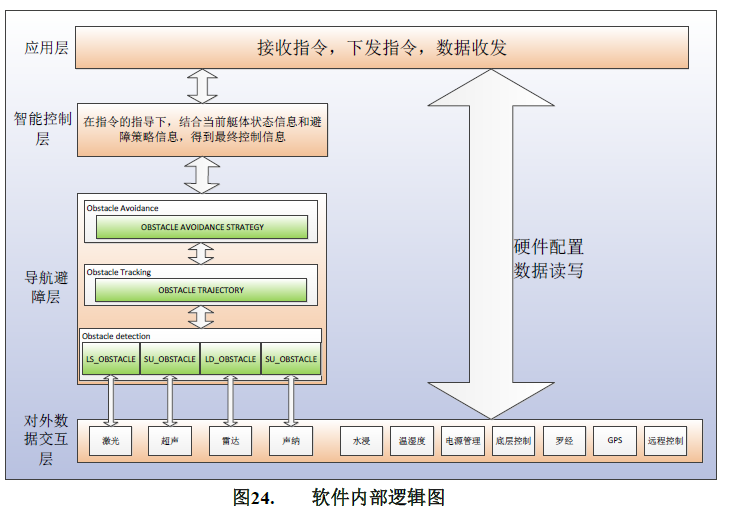 应用层
接收指令，下发指令，数据收发
智能控制
层
在指令的指导下，结合当前艇体状态信息和避
障策略信息，得到最终控制信息
导航避
障层
Obstacle Avoidance
OBSTACLE AVOIDANCE STRATEGY
Obstacle Tracking
OBSTACLE TRAJECTORY
Obstacle detection
LS_OBSTACLE SU_OBSTACLE LD_OBSTACLE SU_OBSTACLE
硬件配置
数据读写
对外数
据交互
层
激光 超声 雷达 声纳 水浸 温湿度 电源管理 底层控制 罗经 GPS 远程控制
图24. 软件内部逻辑图